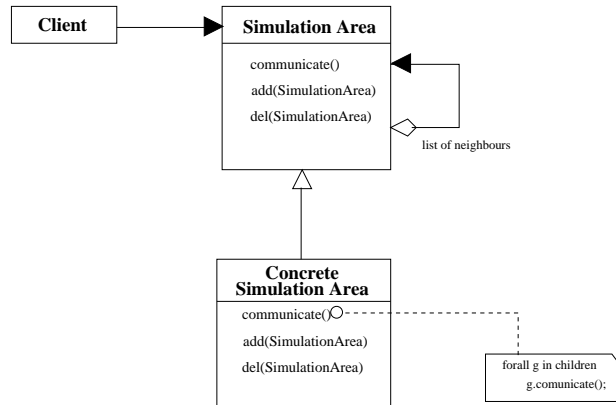 Client
Simulation Area
communicate()
add(SimulationArea)
del(SimulationArea)
list of neighbours
Concrete
Simulation Area
communicate()
add(SimulationArea)
del(SimulationArea)
forall g in children
g.comunicate();